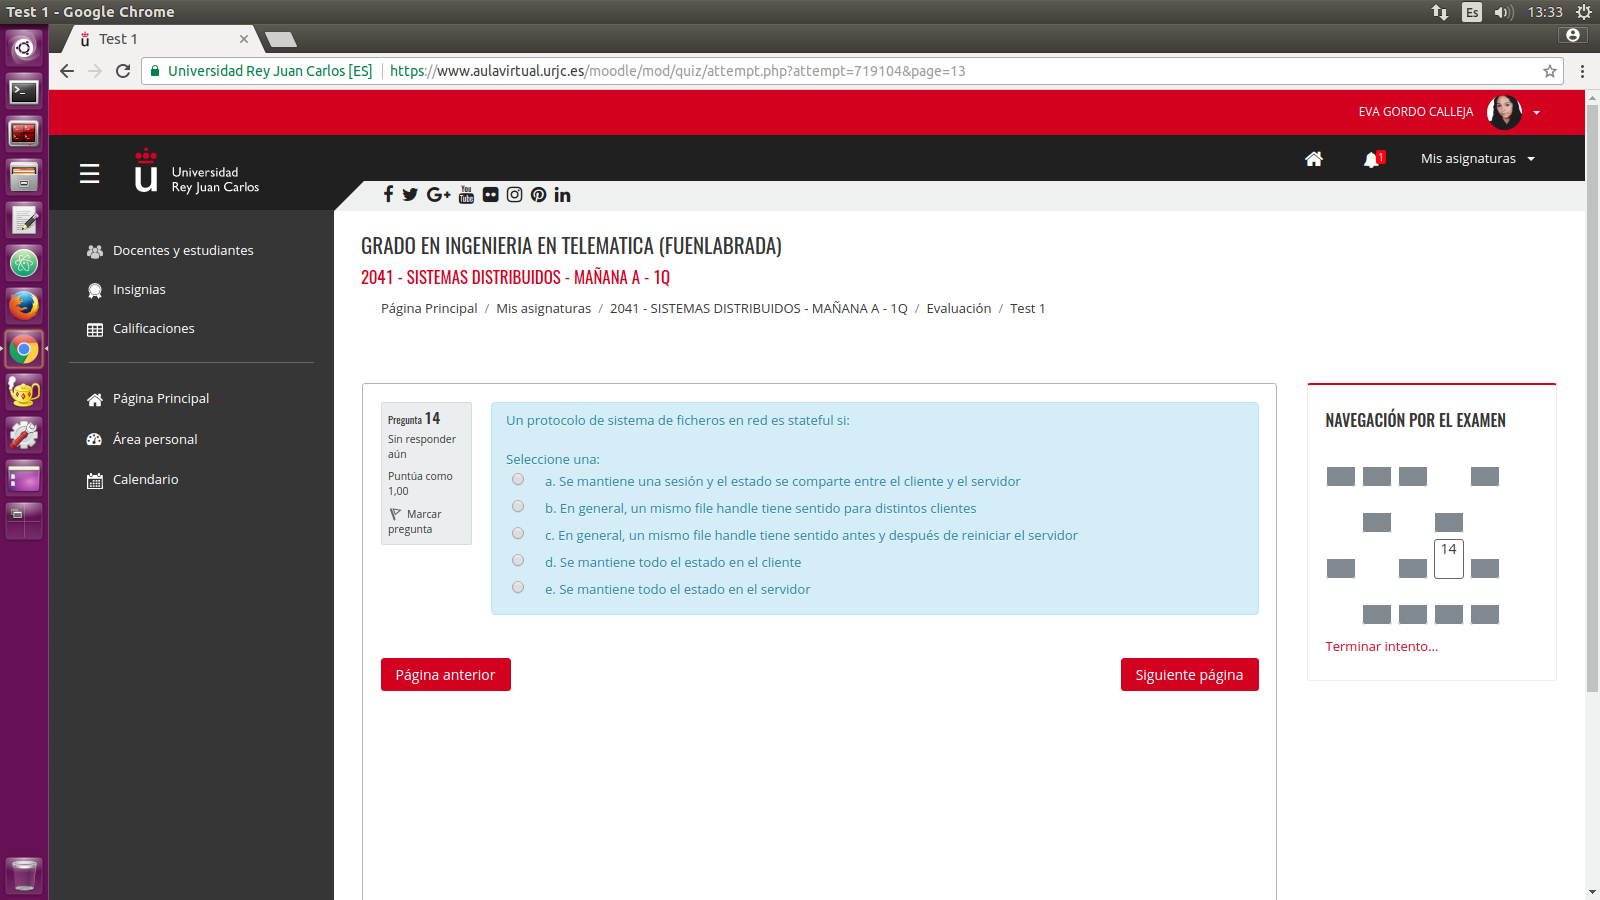 Test 1 - Google Chrome
Es
13:33
Test 1
Universidad Rey Juan Carlos [ES]
https://www.aulavirtual.urjc.es/moodle/mod/quiz/attempt.php?attempt=719104&page=13
EVA GORDO CALLEJA
Universidad
Rey Juan Carlos
1
Mis asignaturas
Docentes y estudiantes
Insignias
Calificaciones
Página Principal
Área personal
Calendario
GRADO EN INGENIERIA EN TELEMATICA (FUENLABRADA)
2041 - SISTEMAS DISTRIBUIDOS - MAÑANA A - 1Q
Página Principal / Mis asignaturas / 2041 - SISTEMAS DISTRIBUIDOS - MAÑANA A - 1Q / Evaluación / Test 1
Pregunta 14
Sin responder
aún
Puntúa como
1,00
Marcar
pregunta
Un protocolo de sistema de ficheros en red es stateful si:
Seleccione una:
a. Se mantiene una sesión y el estado se comparte entre el cliente y el servidor
b. En general, un mismo file handle tiene sentido para distintos clientes
c. En general, un mismo file handle tiene sentido antes y después de reiniciar el servidor
d. Se mantiene todo el estado en el cliente
e. Se mantiene todo el estado en el servidor
Página anterior
Siguiente página
NAVEGACIÓN POR EL EXAMEN
14
Terminar intento...